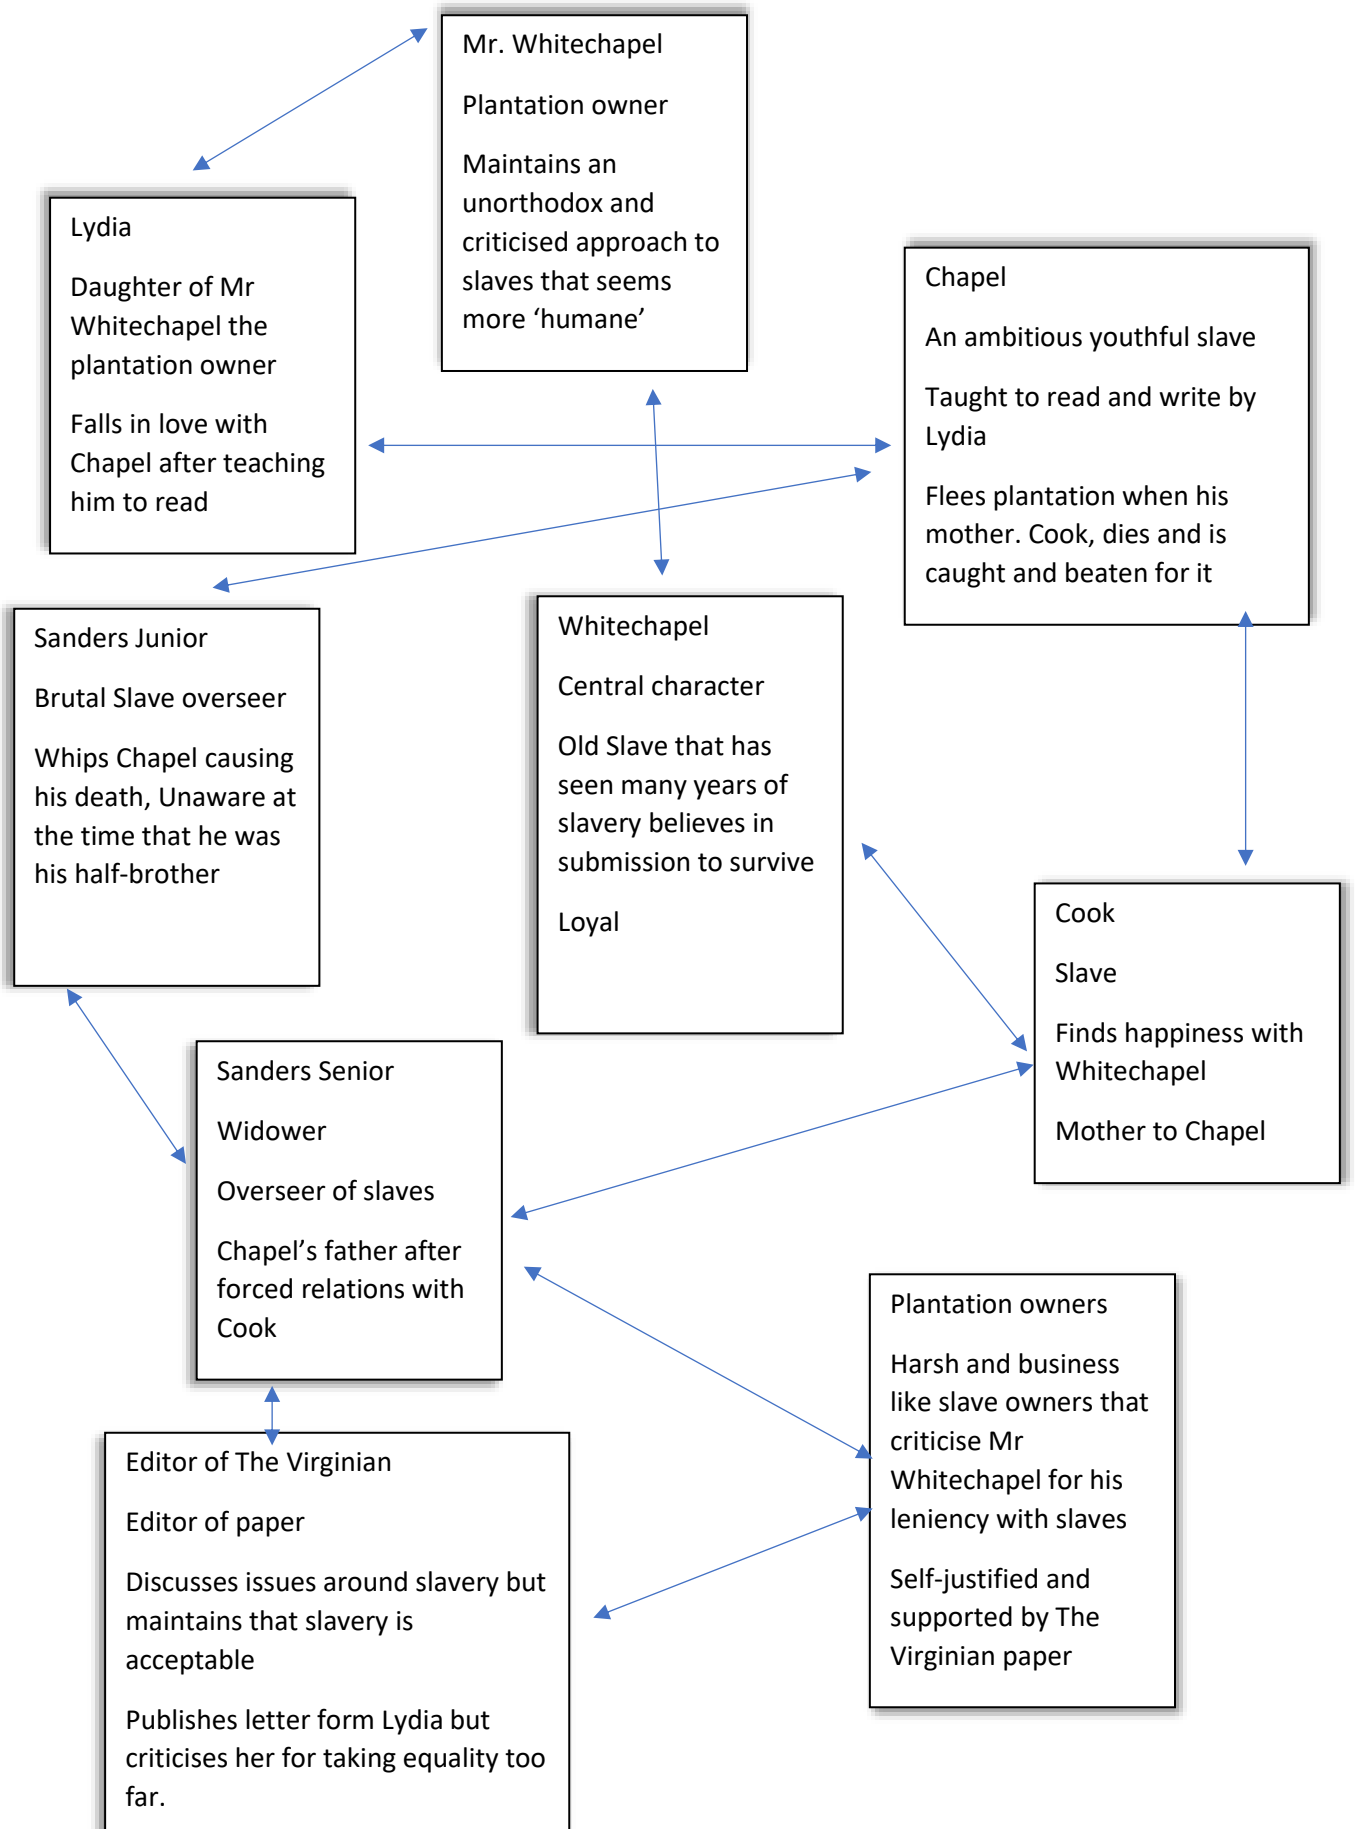 Mr. Whitechapel
Plantation owner
Maintains an
unorthodox and
criticised approach to
slaves that seems
more ‘humane’
Lydia
Daughter of Mr
Whitechapel the
plantation owner
Falls in love with
Chapel after teaching
him to read
Chapel
An ambitious youthful slave
Taught to read and write by
Lydia
Flees plantation when his
mother. Cook, dies and is
caught and beaten for it
Sanders Junior
Brutal Slave overseer
Whips Chapel causing
his death, Unaware at
the time that he was
his half-brother
Whitechapel
Central character
Old Slave that has
seen many years of
slavery believes in
submission to survive
Loyal
Cook
Slave
Finds happiness with
Whitechapel
Mother to Chapel
Sanders Senior
Widower
Overseer of slaves
Chapel’s father after
forced relations with
Cook
Plantation owners
Harsh and business
like slave owners that
criticise Mr
Whitechapel for his
leniency with slaves
Self-justified and
supported by The
Virginian paper
Editor of The Virginian
Editor of paper
Discusses issues around slavery but
maintains that slavery is
acceptable
Publishes letter form Lydia but
criticises her for taking equality too
far.